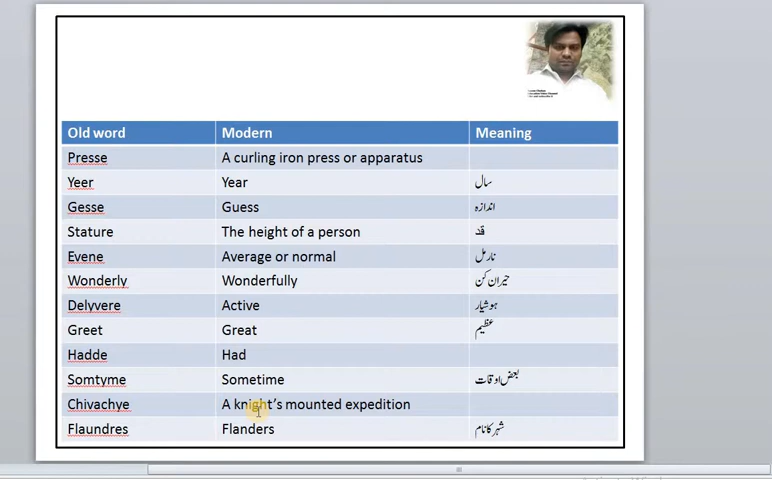 Old word Modern Meaning
Presse A curling iron press or apparatus
Yeer Year سال
Gesse Guess اندازہ
Stature The height of a person قد
Evene Average or normal نارمل
Wonderly Wonderfully حیران کن
Delyvere Active ہوشیار
Greet Great عظیم
Hadde Had
Somtyme Sometime بعض اوقات
Chivachye A knight's mounted expedition
Flaundres Flanders شہر کا نام